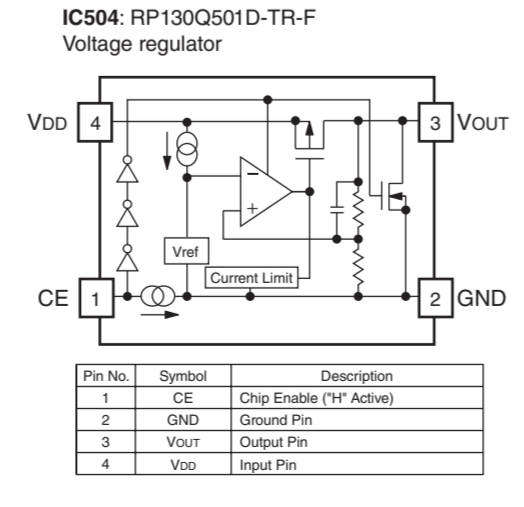 IC504: RP130Q501D-TR-F
Voltage regulator
VDD 4
3 VOUT
Vref
Current Limit
CE 1
2 GND
Pin No. Symbol Description
1 CE Chip Enable ("H" Active)
2 GND Ground Pin
3 VOUT Output Pin
4 VDD Input Pin